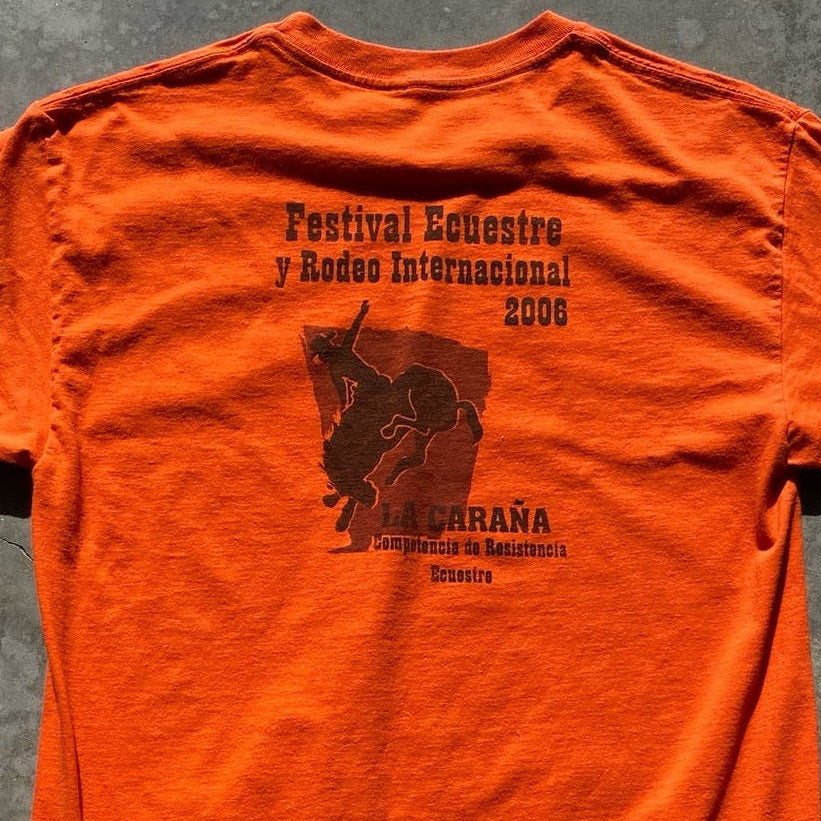 Festival Ecuestre
y Rodeo Internacional
2006
LA CARAÑA
Competencia de Resistencia
Ecuestre